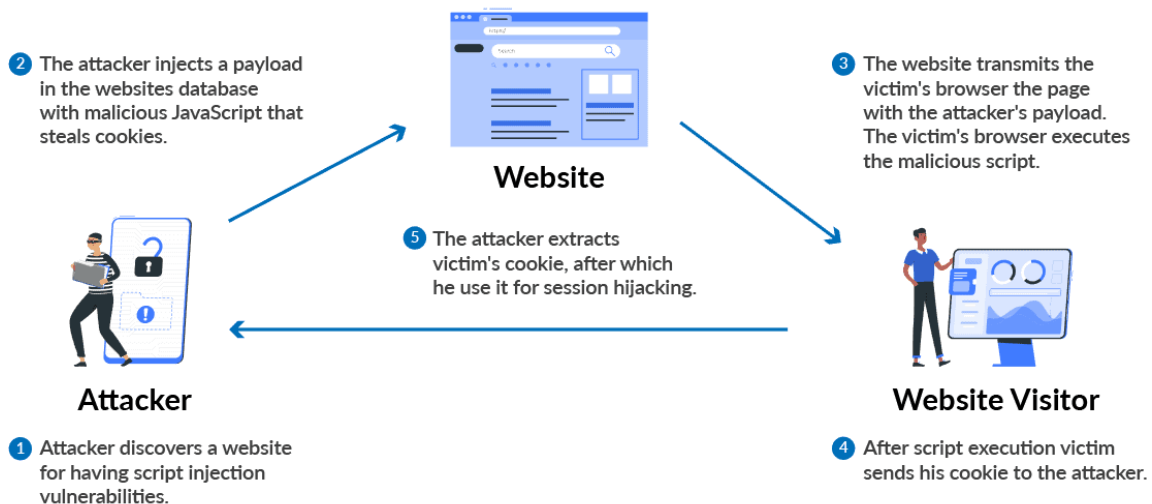 http://
Search
2 The attacker injects a payload
in the websites database
with malicious JavaScript that
steals cookies.
3 The website transmits the
victim's browser the page
with the attacker's payload.
The victim's browser executes
the malicious script.
Website
5 The attacker extracts
victim's cookie, after which
he use it for session hijacking.
Attacker
Website Visitor
1 Attacker discovers a website
for having script injection
vulnerabilities.
4 After script execution victim
sends his cookie to the attacker.